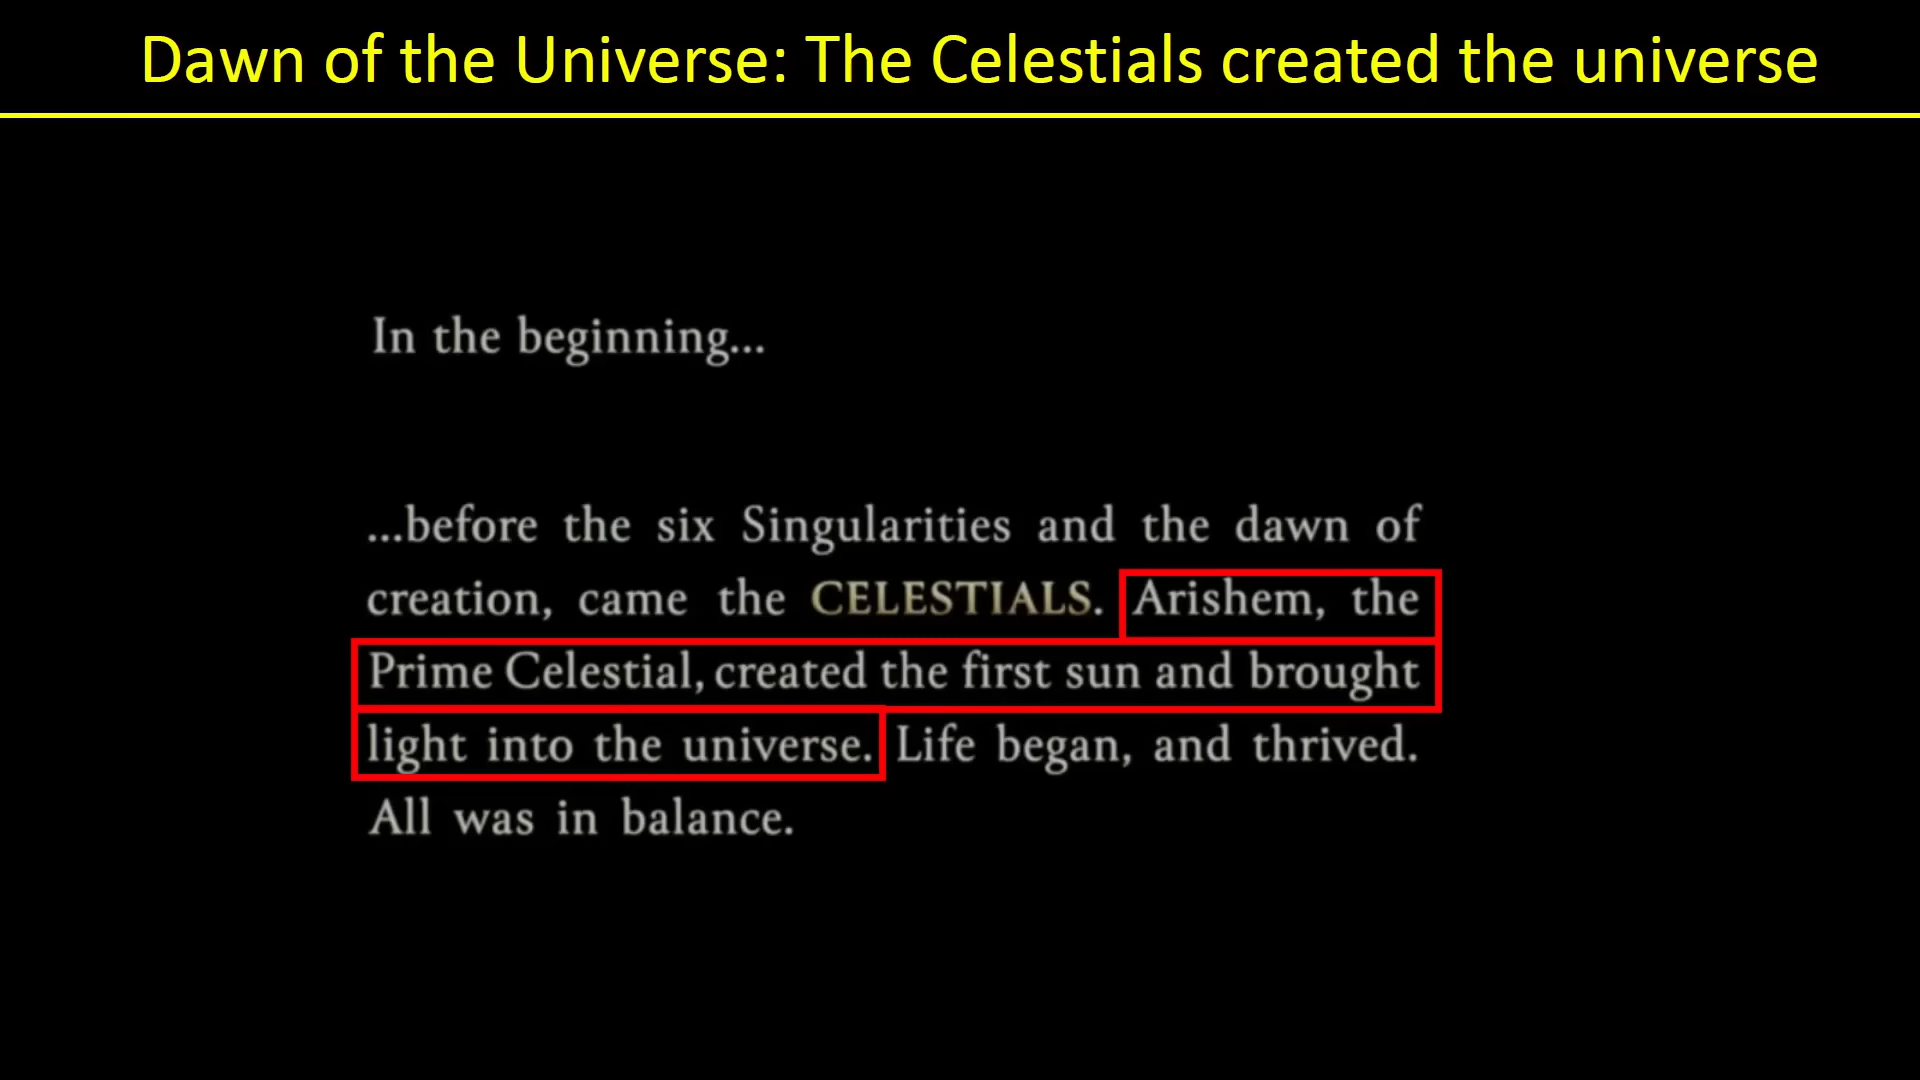 Dawn of the Universe: The Celestials created the universe
In the beginning...
...before the six Singularities and the dawn of
creation, came the CELESTIALS. Arishem, the
Prime Celestial, created the first sun and brought
light into the universe. Life began, and thrived.
All was in balance.